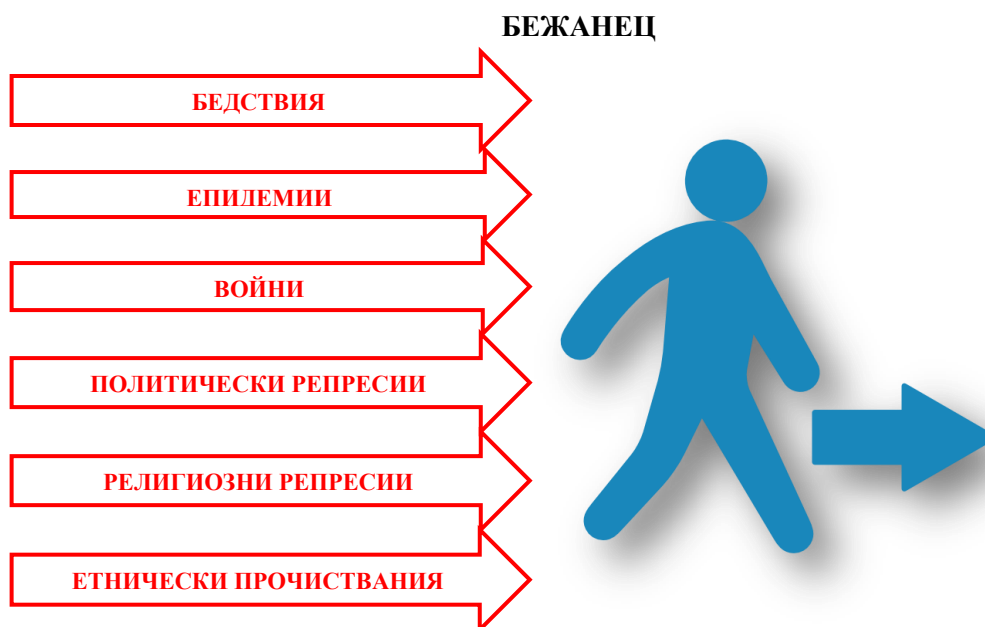 БЕЖАНЕЦ
БЕДСТВИЯ
ЕПИДЕМИИ
ВОЙНИ
ПОЛИТИЧЕСКИ РЕПРЕСИИ
РЕЛИГИОЗНИ РЕПРЕСИИ
ЕТНИЧЕСКИ ПРОЧИСТВАНИЯ